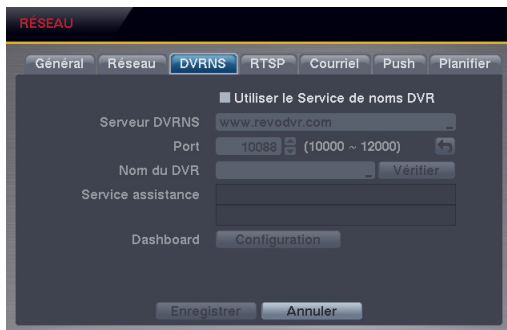 RÉSEAU
Général Réseau DVRNS RTSP Courriel Push Planifier
Utiliser le Service de noms DVR
Serveur DVRNS www.revodvr.com
Port 10088 (10000 ~ 12000)
Nom du DVR Vérifier
Service assistance
Dashboard Configuration
Enregistrer Annuler